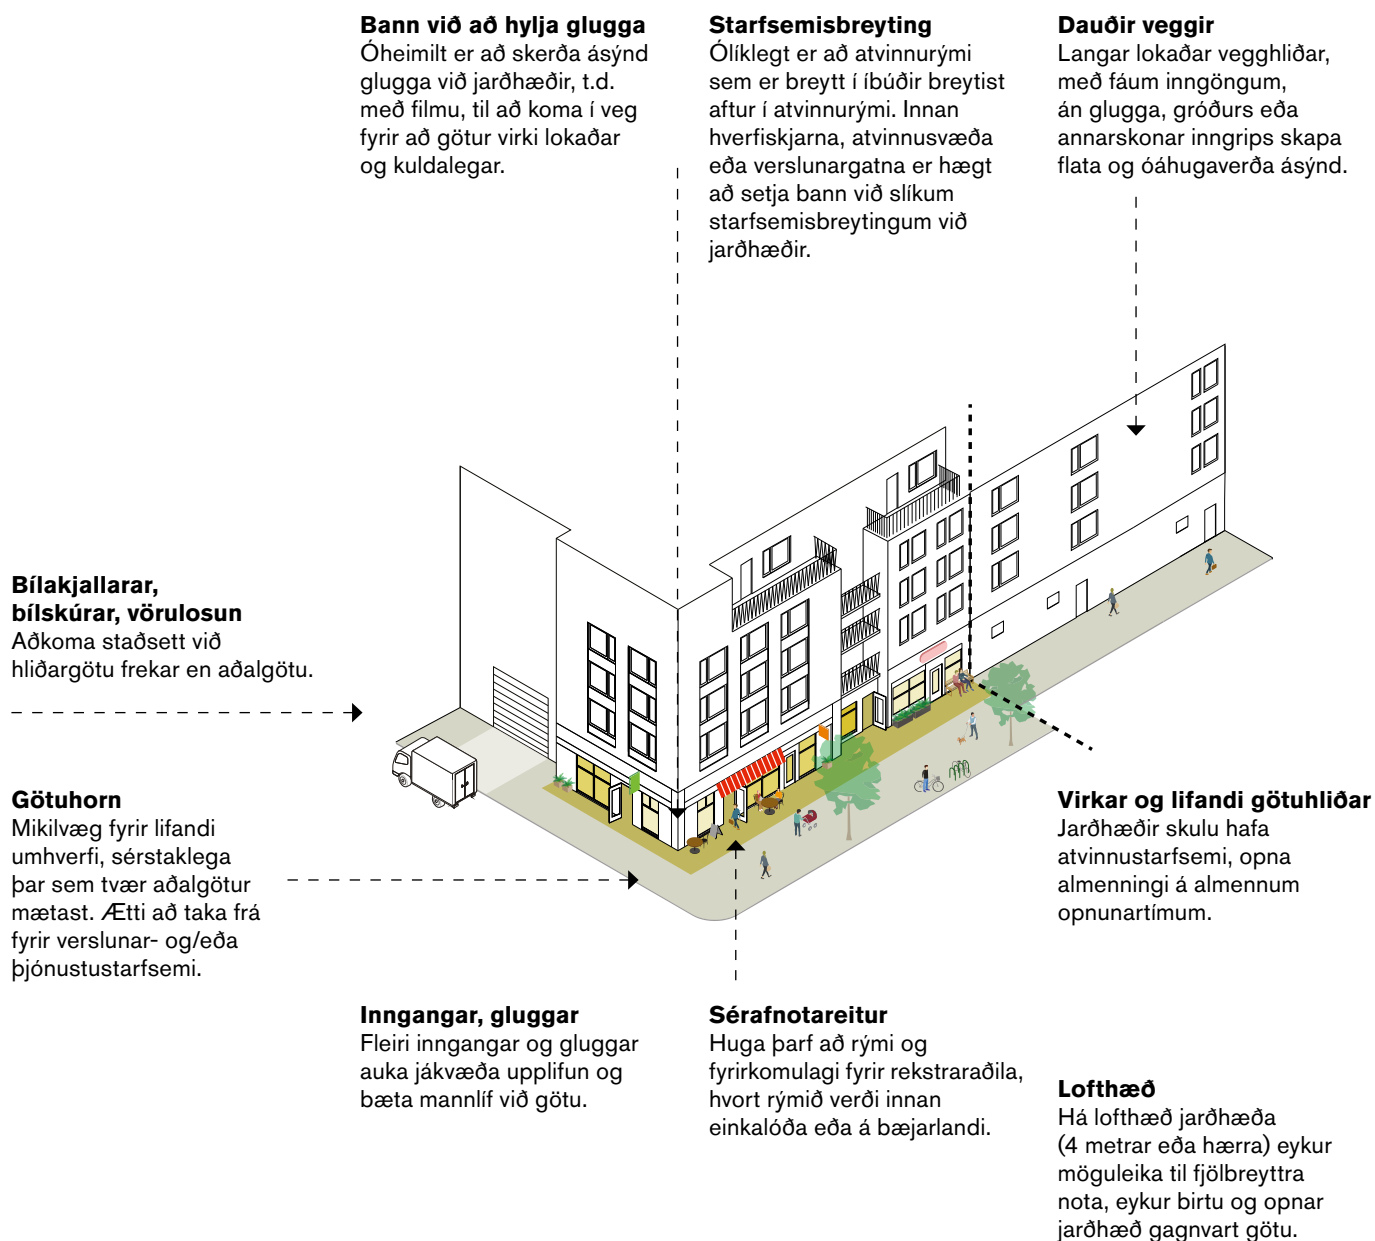 Bann við að hylja glugga
Óheimilt er að skerða ásýnd
glugga við jarðhæðir, t.d.
með filmu, til að koma í veg
fyrir að götur virki lokaðar
og kuldalegar.
Starfsemisbreyting
Ólíklegt er að atvinnurými
sem er breytt í íbúðir breytist
aftur í atvinnurými. Innan
hverfiskjarna, atvinnusvæða
eða verslunargatna er hægt
að setja bann við slíkum
starfsemisbreytingum við
jarðhæðir.
Dauðir veggir
Langar lokaðar vegghliðar,
með fáum inngöngum,
án glugga, gróðurs eða
annarskonar inngrips skapa
flata og óáhugaverða ásýnd.
Bílakjallarar,
bílskúrar, vörulosun
Aðkoma staðsett við
hliðargötu frekar en aðalgötu.
Götuhorn
Mikilvæg fyrir lifandi
umhverfi, sérstaklega
þar sem tvær aðalgötur
mætast. Ætti að taka frá
fyrir verslunar- og/eða
þjónustustarfsemi.
Virkar og lifandi götuhliðar
Jarðhæðir skulu hafa
atvinnustarfsemi, opna
almenningi á almennum
opnunartímum.
Inngangar, gluggar
Fleiri inngangar og gluggar
auka jákvæða upplifun og
bæta mannlíf við götu.
Sérafnotareitur
Huga þarf að rými og
fyrirkomulagi fyrir rekstraraðila,
hvort rýmið verði innan
einkalóða eða á bæjarlandi.
Lofthæð
Há lofthæð jarðhæða
(4 metrar eða hærra) eykur
möguleika til fjölbreyttra
nota, eykur birtu og opnar
jarðhæð gagnvart götu.